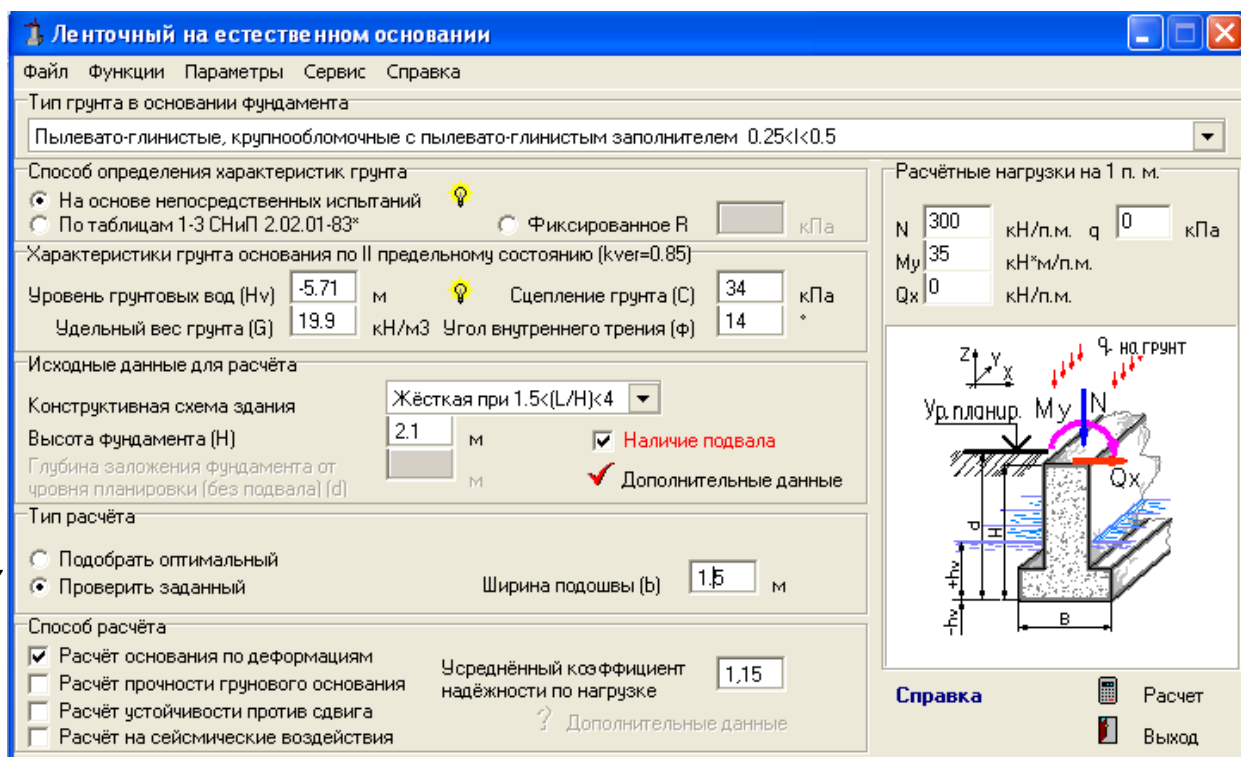 Ленточный на естественном основании
Файл Функции Параметры Сервис Справка
Тип грунта в основании фундамента
Пылевато-глинистые, крупнообломочные с пылевато-глинистым заполнителем 0.25<I<0.5
Способ определения характеристик грунта
На основе непосредственных испытаний
По таблицам 1-3 СНиП 2.02.01-83* Фиксированное R кПа
Характеристики грунта основания по II предельному состоянию (kver=0.85)
Уровень грунтовых вод (Hv) -5.71 м Сцепление грунта (C) 34 кПа
Удельный вес грунта (G) 19.9 кН/м3 Угол внутреннего трения (φ) 14 °
Исходные данные для расчёта
Конструктивная схема здания Жёсткая при 1.5<(L/H)<4
Высота фундамента (H) 2.1 м Наличие подвала
Глубина заложения фундамента от
уровня планировки (без подвала) (d) м Дополнительные данные
Тип расчёта
Подобрать оптимальный
Проверить заданный Ширина подошвы (b) 1.5 м
Способ расчёта
Расчёт основания по деформациям
Расчёт прочности грунового основания
Расчёт устойчивости против сдвига
Расчёт на сейсмические воздействия
Усреднённый коэффициент
надёжности по нагрузке 1,15
? Дополнительные данные
Расчётные нагрузки на 1 п. м.
N 300 кН/п.м. q 0 кПа
My 35 кН*м/п.м.
Qx 0 кН/п.м.
Z Y X
q на грунт
Ур. планир. My N
Qx
d H
+hv
-hv
B
Справка Расчет
Выход